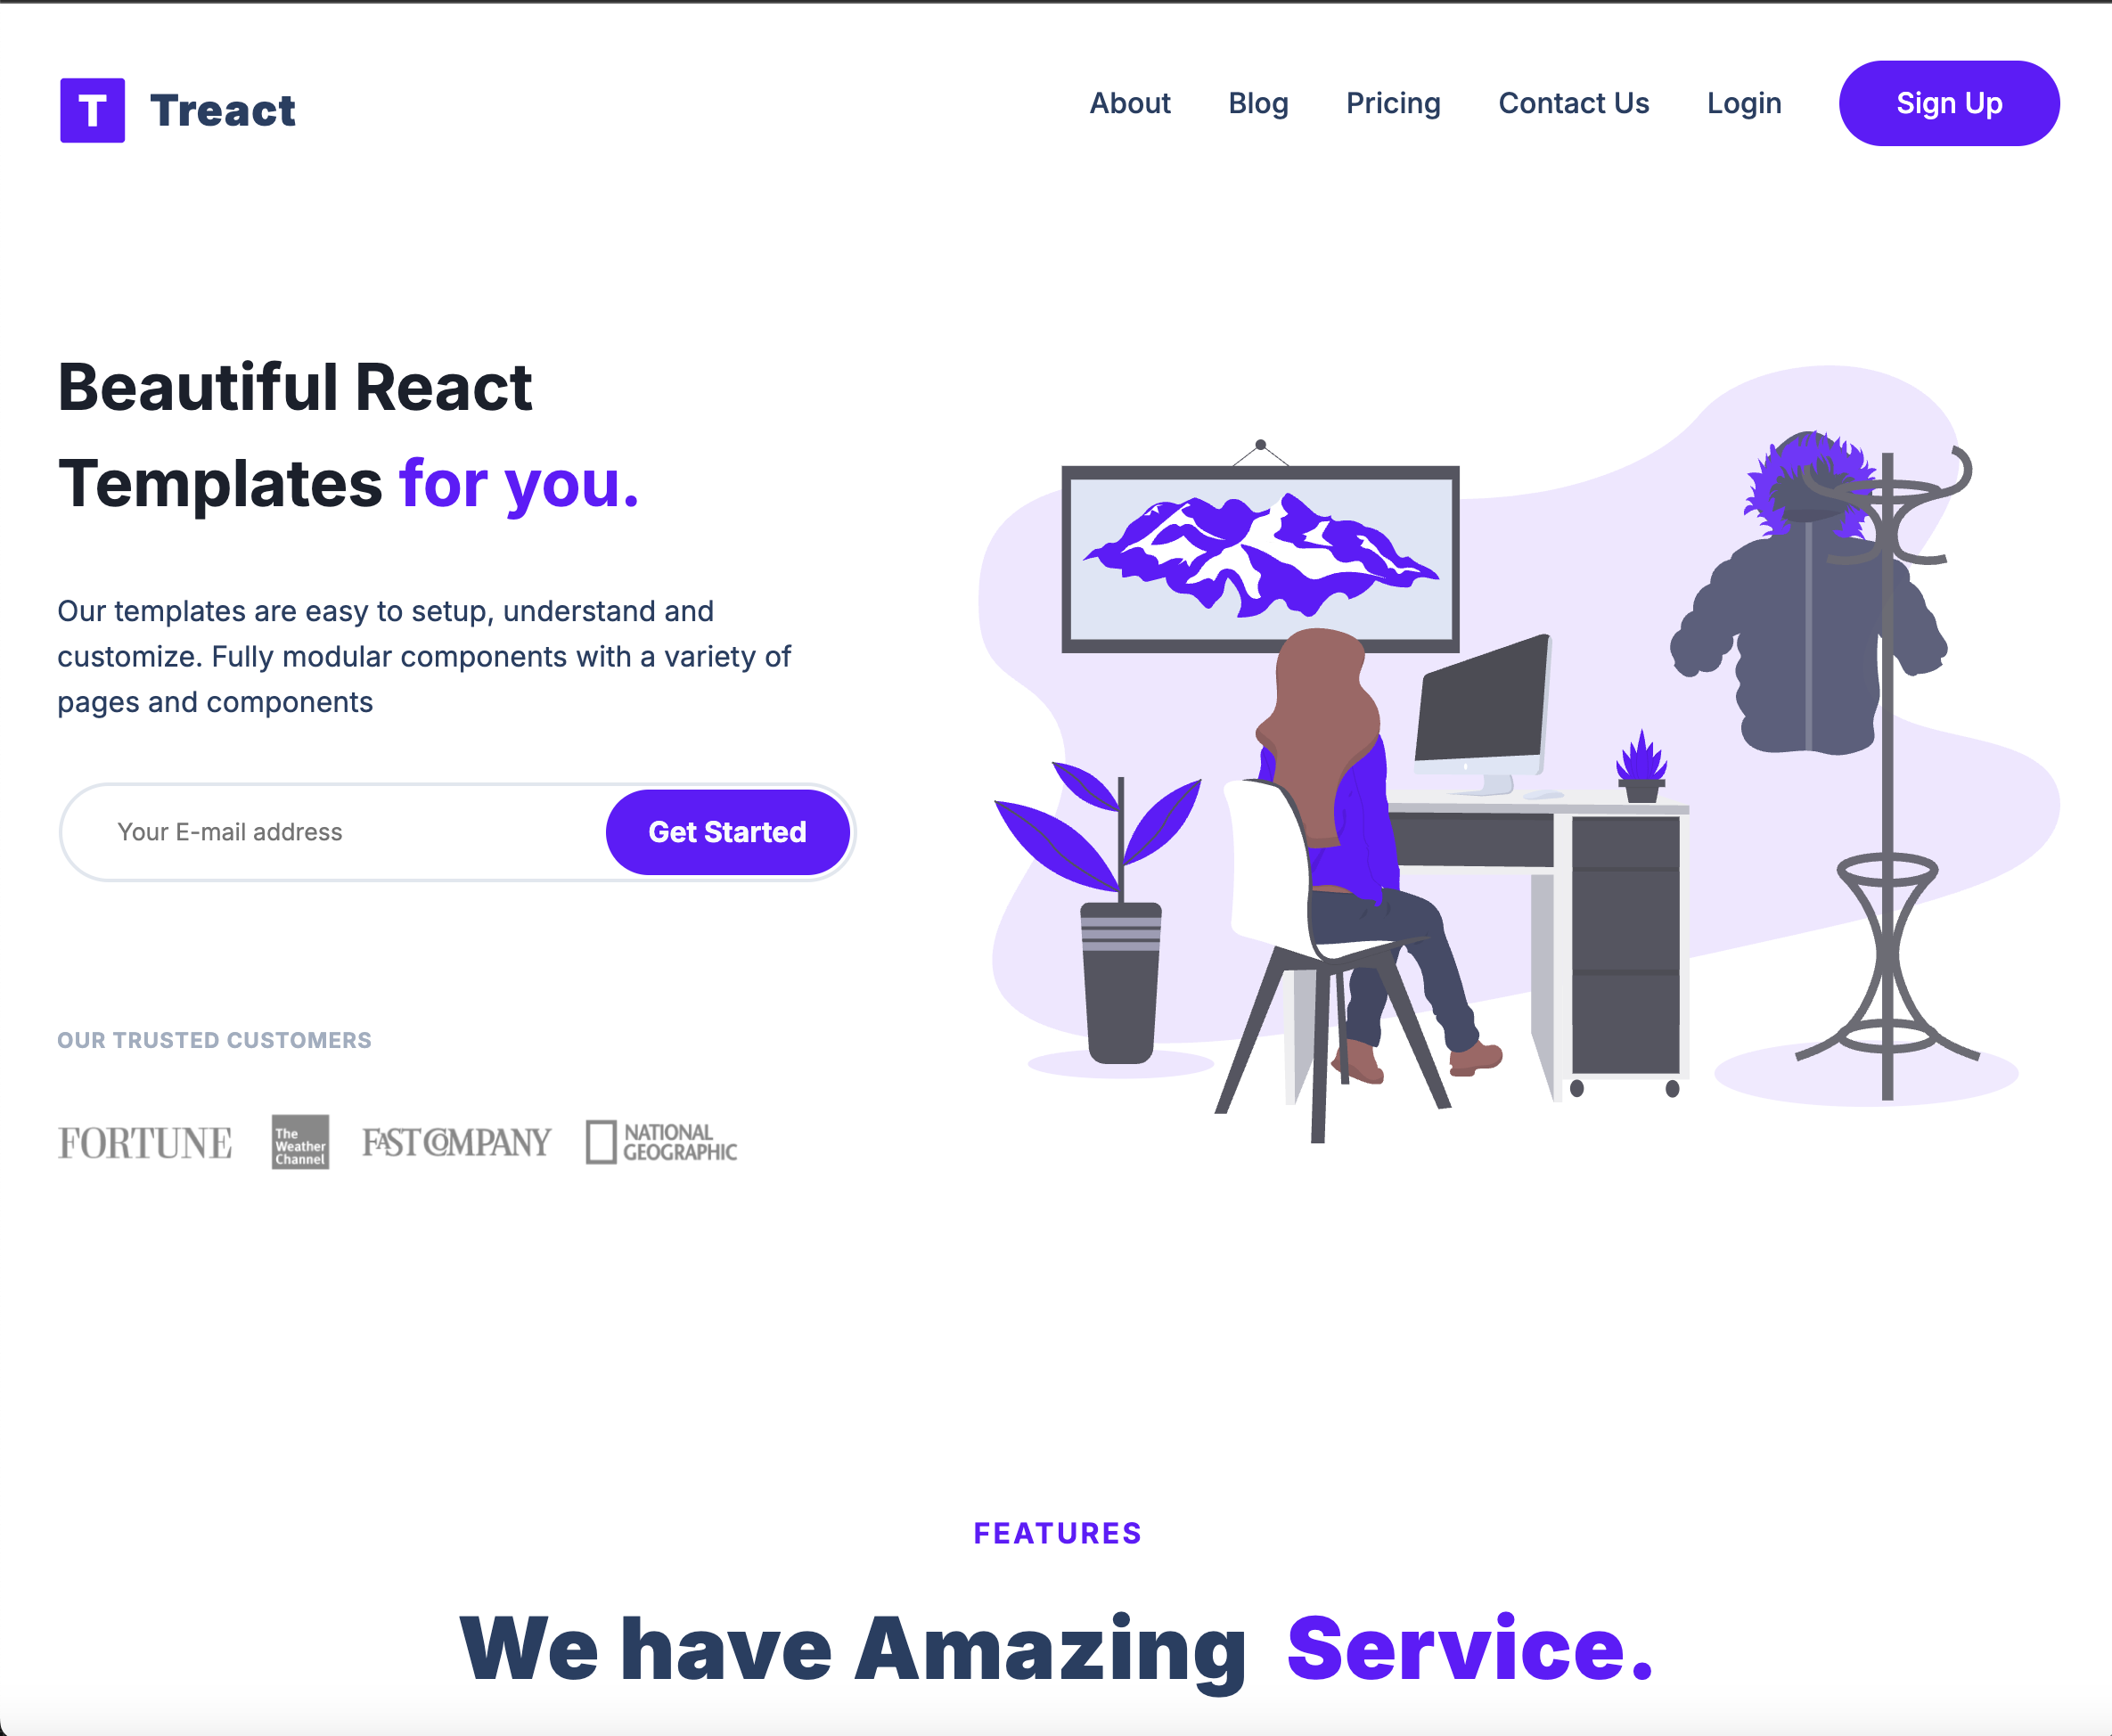 T Treact
About Blog Pricing Contact Us Login Sign Up
Beautiful React
Templates for you.
Our templates are easy to setup, understand and
customize. Fully modular components with a variety of
pages and components
Your E-mail address
Get Started
OUR TRUSTED CUSTOMERS
FORTUNE
The
Weather
Channel
FAST COMPANY
NATIONAL
GEOGRAPHIC
FEATURES
We have Amazing Service.